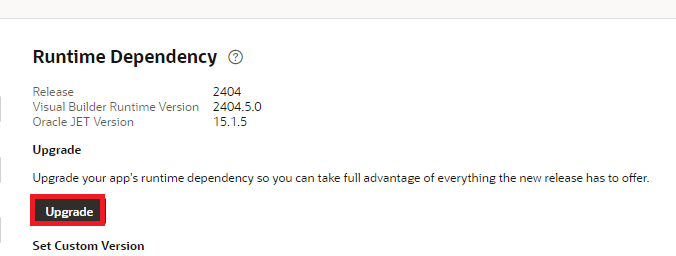 Runtime Dependency ?
Release 2404
Visual Builder Runtime Version 2404.5.0
Oracle JET Version 15.1.5
Upgrade
Upgrade your app's runtime dependency so you can take full advantage of everything the new release has to offer.
Upgrade
Set Custom Version